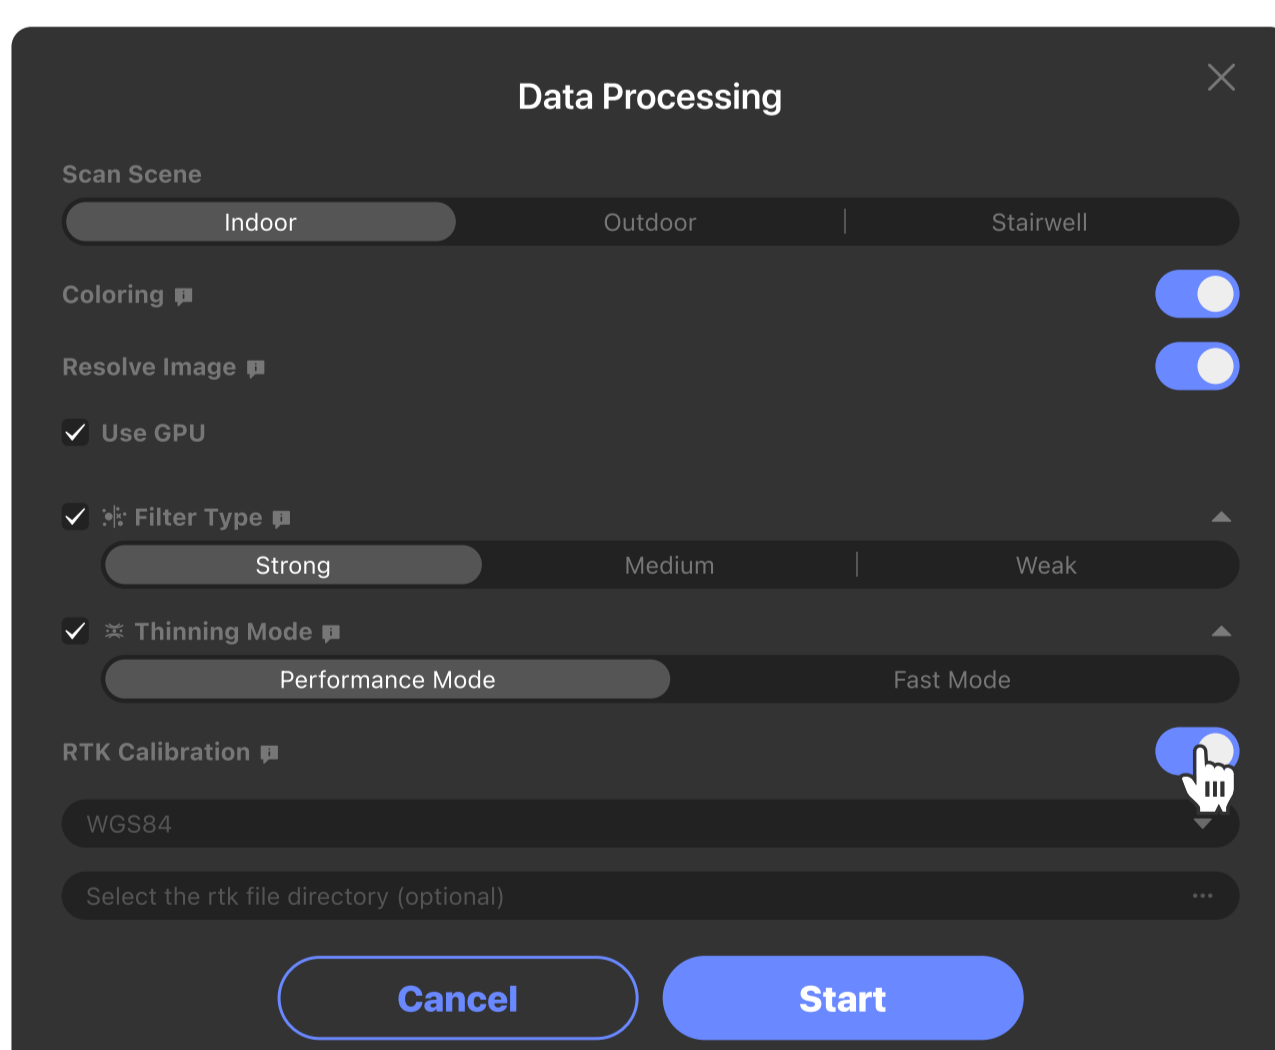 Data Processing
Scan Scene
Indoor Outdoor Stairwell
Coloring
Resolve Image
Use GPU
Filter Type
Strong Medium Weak
Thinning Mode
Performance Mode Fast Mode
RTK Calibration
WGS84
Select the rtk file directory (optional)
Cancel Start